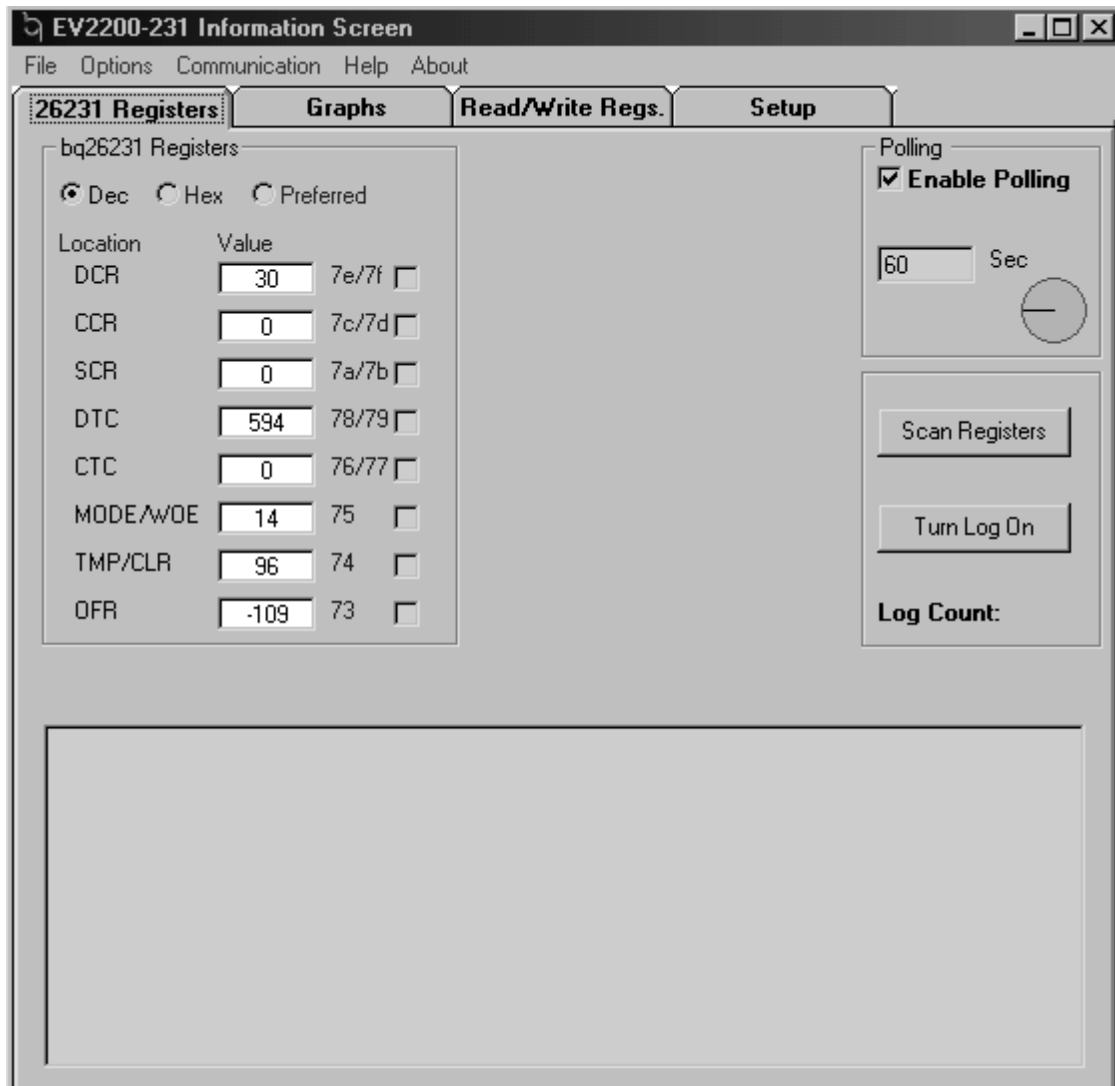 EV2200-231 Information Screen
File Options Communication Help About
26231 Registers Graphs Read/Write Regs. Setup
bq26231 Registers
Dec Hex Preferred
Location Value
DCR 30 7e/7f
CCR 0 7c/7d
SCR 0 7a/7b
DTC 594 78/79
CTC 0 76/77
MODE/WOE 14 75
TMP/CLR 96 74
OFR -109 73
Polling
Enable Polling
60 Sec
Scan Registers
Turn Log On
Log Count: